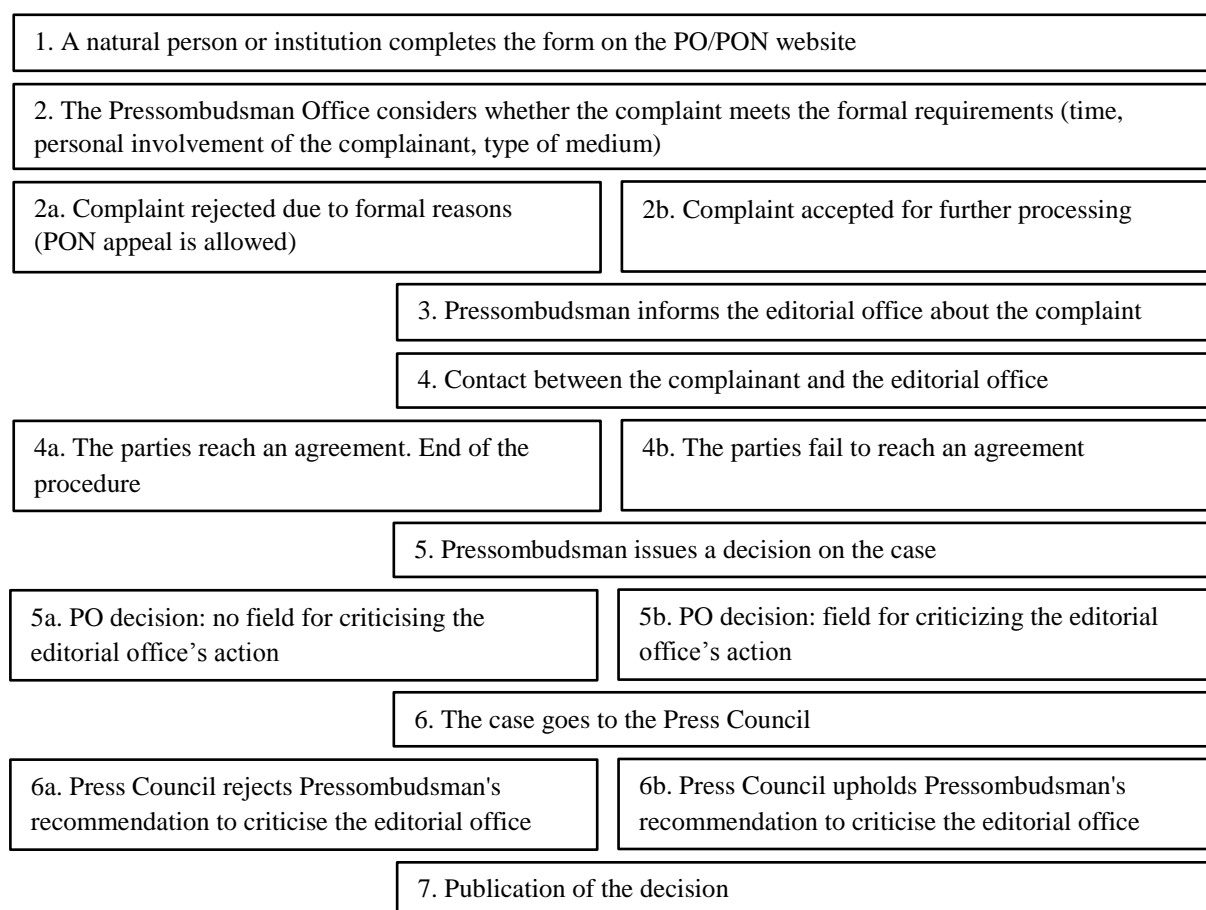 1. A natural person or institution completes the form on the PO/PON website
2. The Pressombudsman Office considers whether the complaint meets the formal requirements (time,
personal involvement of the complainant, type of medium)
2a. Complaint rejected due to formal reasons
(PON appeal is allowed)
2b. Complaint accepted for further processing
3. Pressombudsman informs the editorial office about the complaint
4. Contact between the complainant and the editorial office
4a. The parties reach an agreement. End of the
procedure
4b. The parties fail to reach an agreement
5. Pressombudsman issues a decision on the case
5a. PO decision: no field for criticising the
editorial office’s action
5b. PO decision: field for criticizing the editorial
office’s action
6. The case goes to the Press Council
6a. Press Council rejects Pressombudsman's
recommendation to criticise the editorial office
6b. Press Council upholds Pressombudsman's
recommendation to criticise the editorial office
7. Publication of the decision